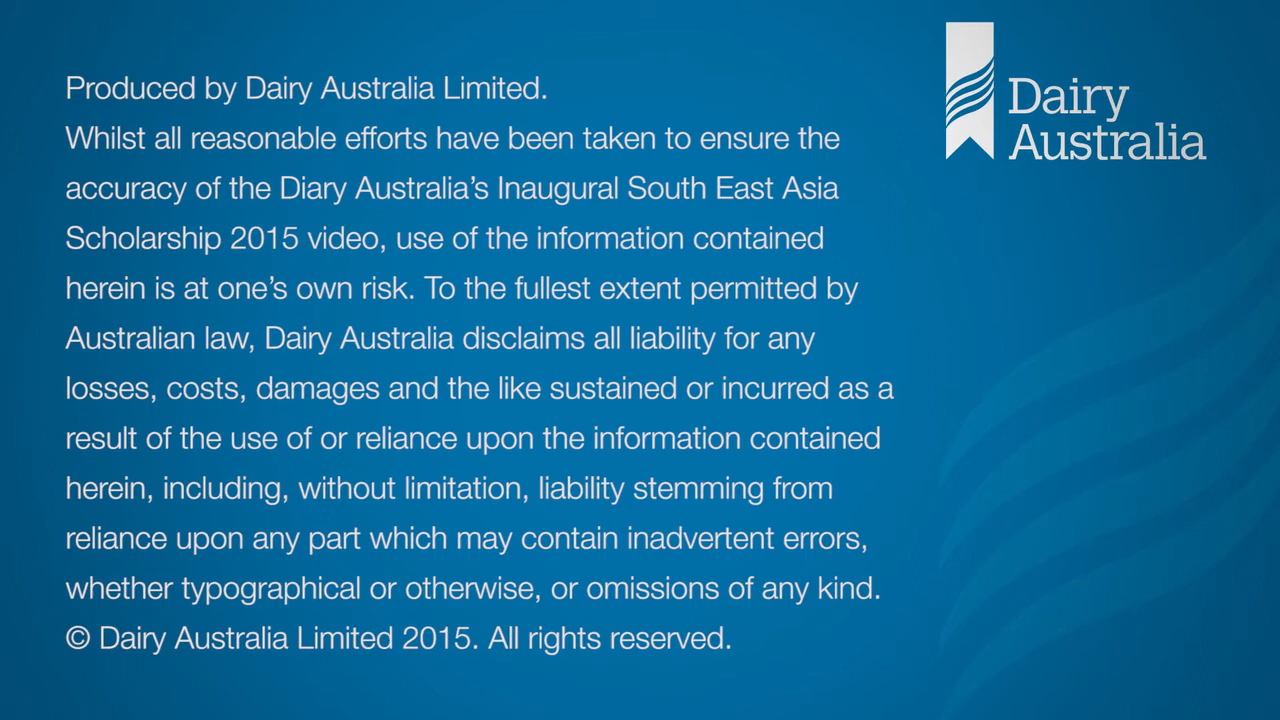 Produced by Dairy Australia Limited.
Whilst all reasonable efforts have been taken to ensure the
accuracy of the Diary Australia’s Inaugural South East Asia
Scholarship 2015 video, use of the information contained
herein is at one’s own risk. To the fullest extent permitted by
Australian law, Dairy Australia disclaims all liability for any
losses, costs, damages and the like sustained or incurred as a
result of the use of or reliance upon the information contained
herein, including, without limitation, liability stemming from
reliance upon any part which may contain inadvertent errors,
whether typographical or otherwise, or omissions of any kind.
© Dairy Australia Limited 2015. All rights reserved.
Dairy
Australia